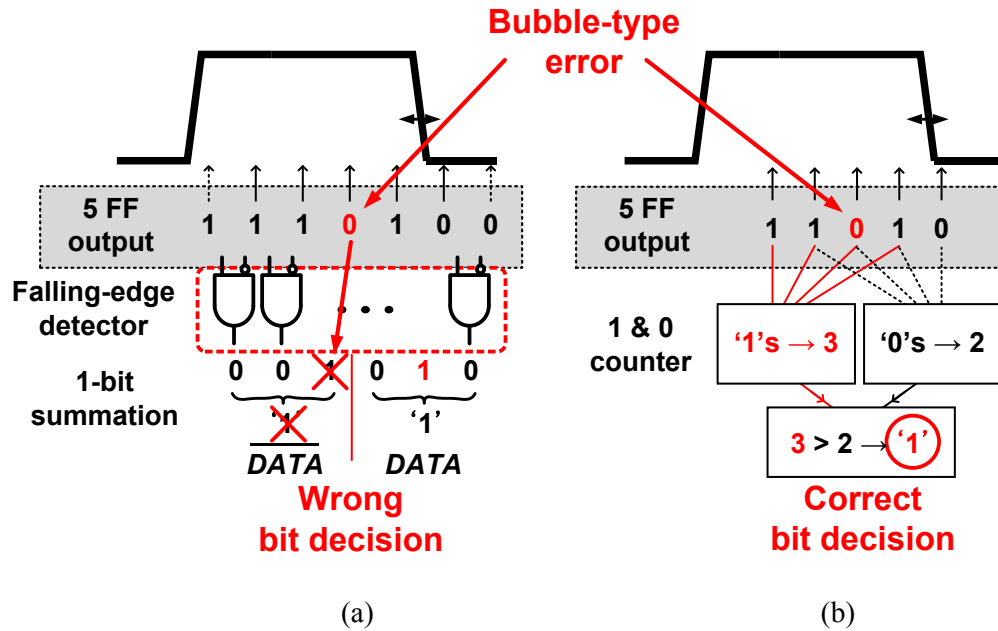 Bubble-type
error
5 FF
output
1 1 1 0 1 0 0
Falling-edge
detector
. . .
1-bit
summation
0 0 1 0 1 0
‘1’ ‘1’
DATA DATA
Wrong
bit decision
(a)
5 FF
output
1 1 0 1 0
1 & 0
counter
‘1’s → 3 ‘0’s → 2
3 > 2 → ‘1’
Correct
bit decision
(b)